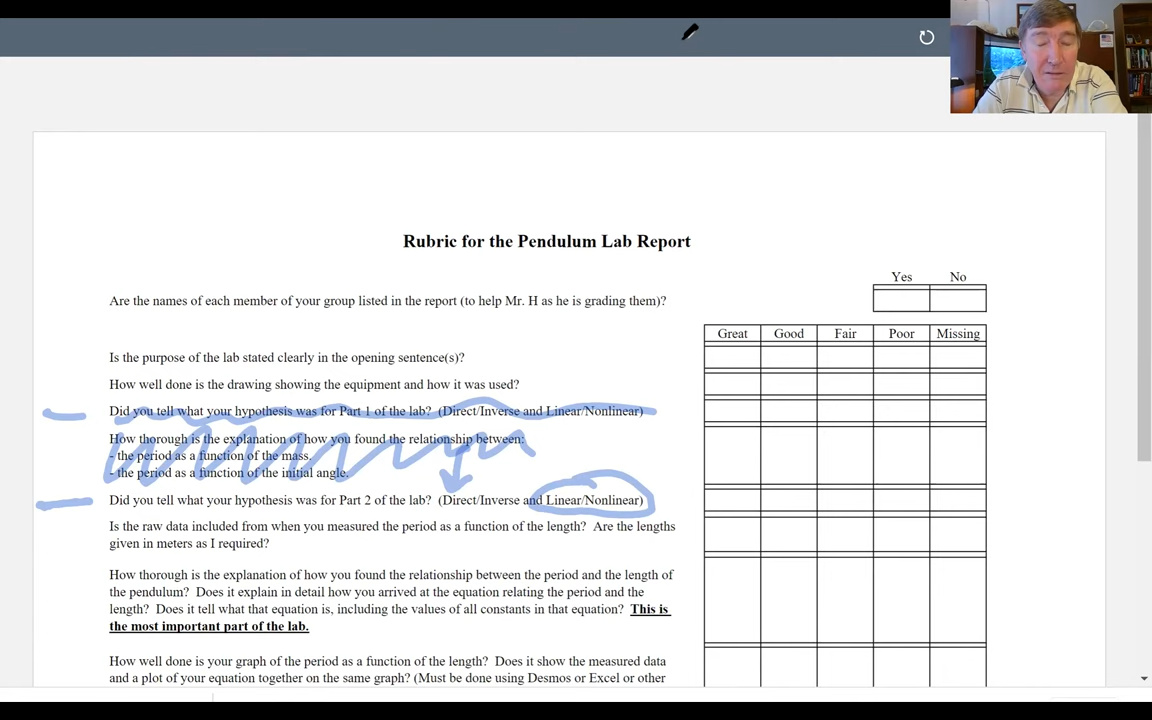 Rubric for the Pendulum Lab Report
Yes No
Are the names of each member of your group listed in the report (to help Mr. H as he is grading them)?
Great Good Fair Poor Missing
Is the purpose of the lab stated clearly in the opening sentence(s)?
How well done is the drawing showing the equipment and how it was used?
Did you tell what your hypothesis was for Part 1 of the lab? (Direct/Inverse and Linear/Nonlinear)
How thorough is the explanation of how you found the relationship between:
- the period as a function of the mass.
- the period as a function of the initial angle.
Did you tell what your hypothesis was for Part 2 of the lab? (Direct/Inverse and Linear/Nonlinear)
Is the raw data included from when you measured the period as a function of the length? Are the lengths
given in meters as I required?
How thorough is the explanation of how you found the relationship between the period and the length of
the pendulum? Does it explain in detail how you arrived at the equation relating the period and the
length? Does it tell what that equation is, including the values of all constants in that equation? This is
the most important part of the lab.
How well done is your graph of the period as a function of the length? Does it show the measured data
and a plot of your equation together on the same graph? (Must be done using Desmos or Excel or other